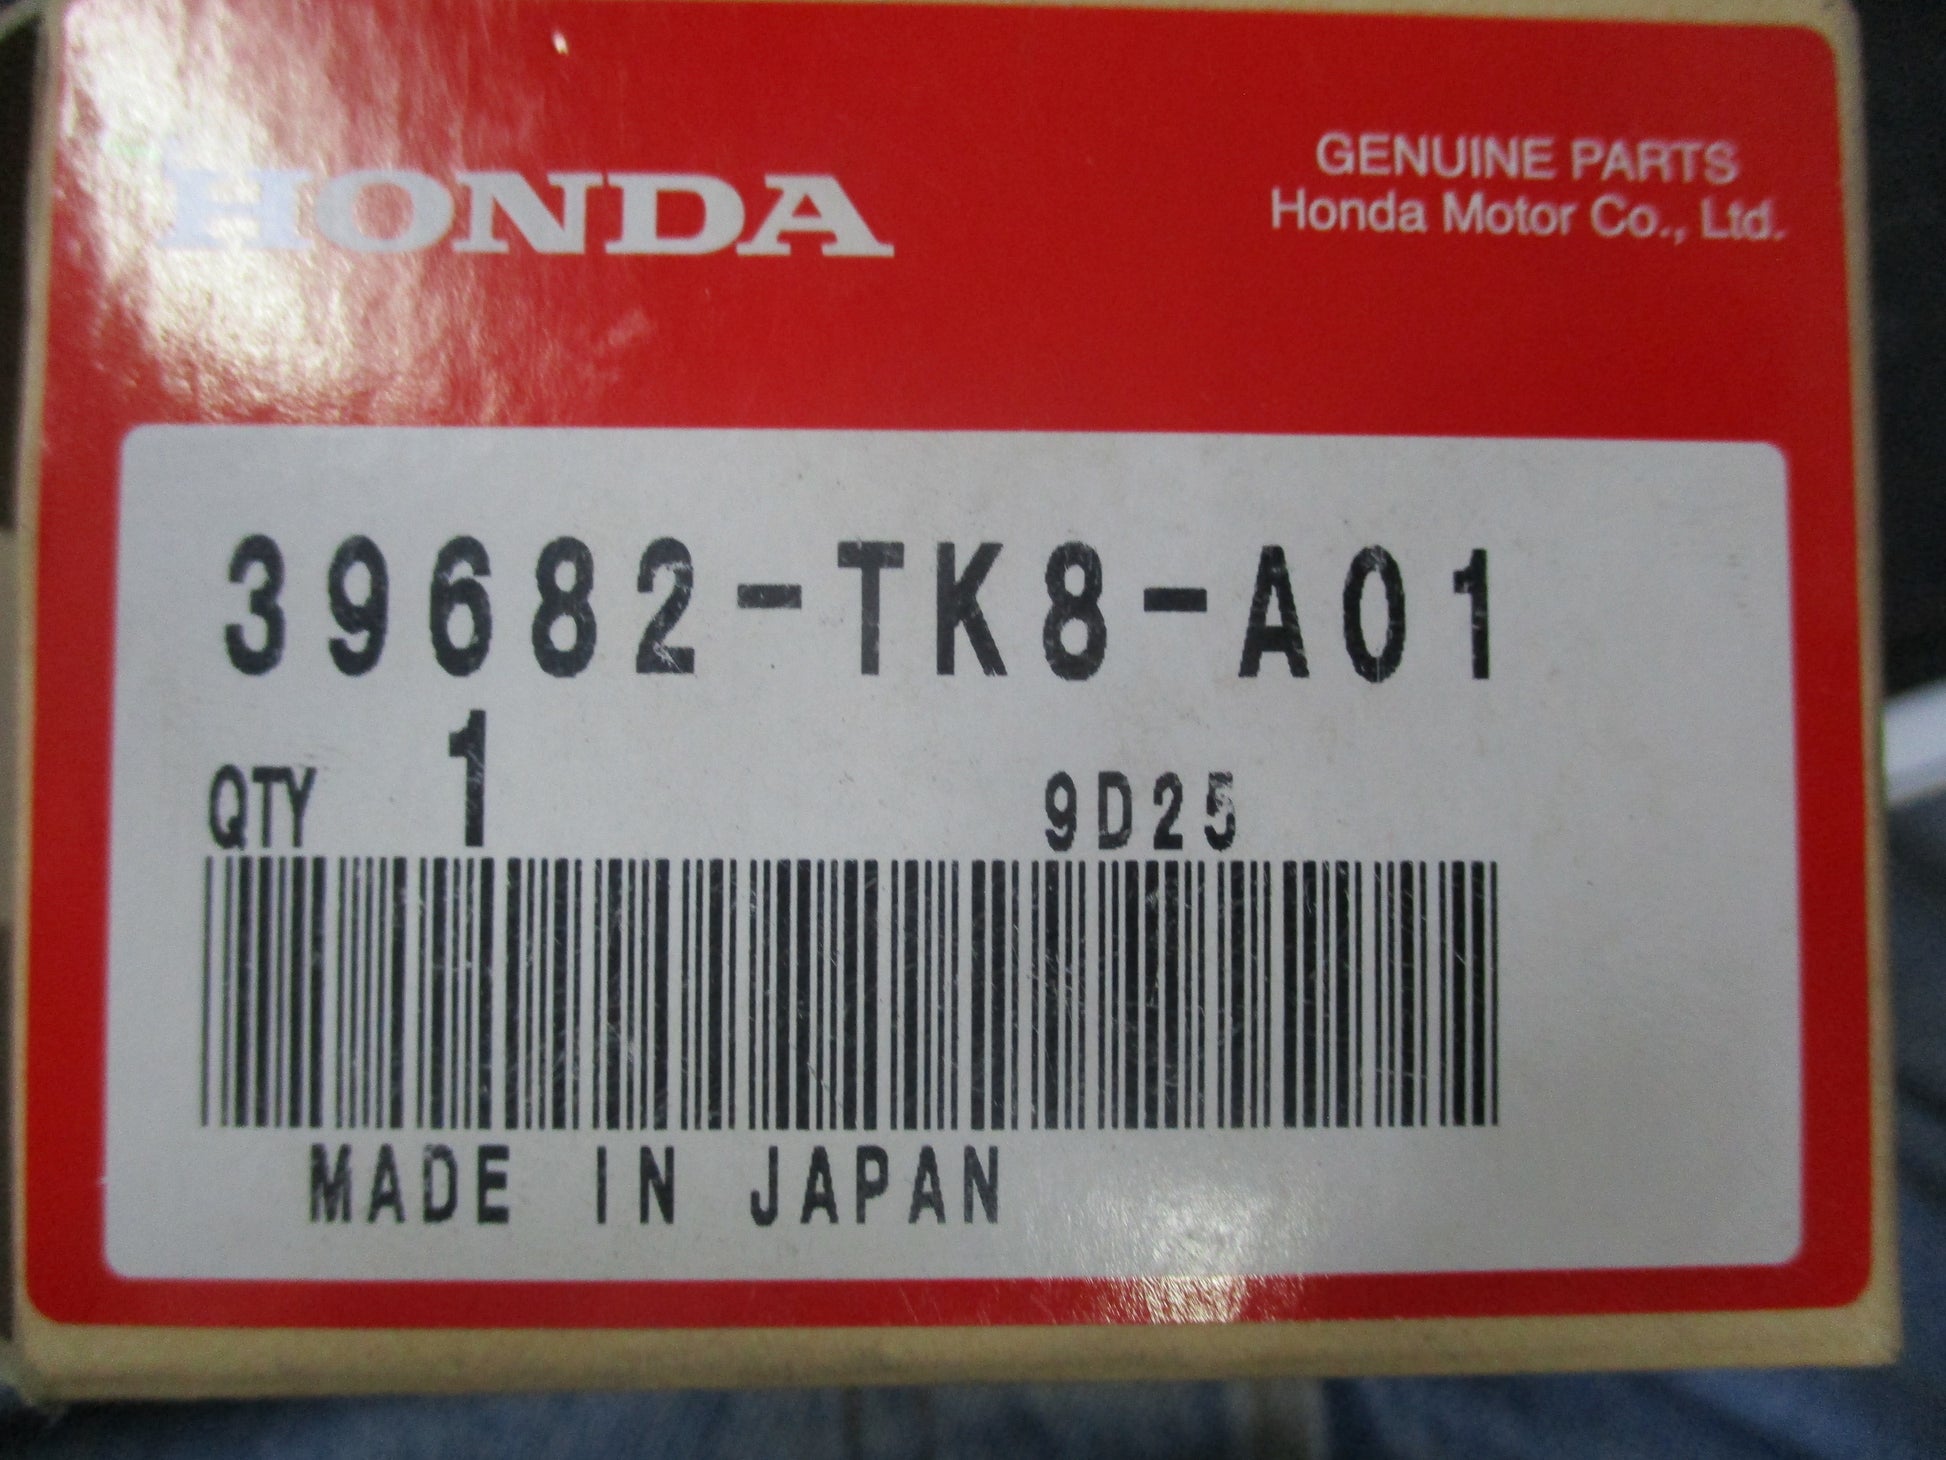 HONDA
GENUINE PARTS
Honda Motor Co., Ltd.
39682-TK8-A01
QTY 1 9D25
MADE IN JAPAN